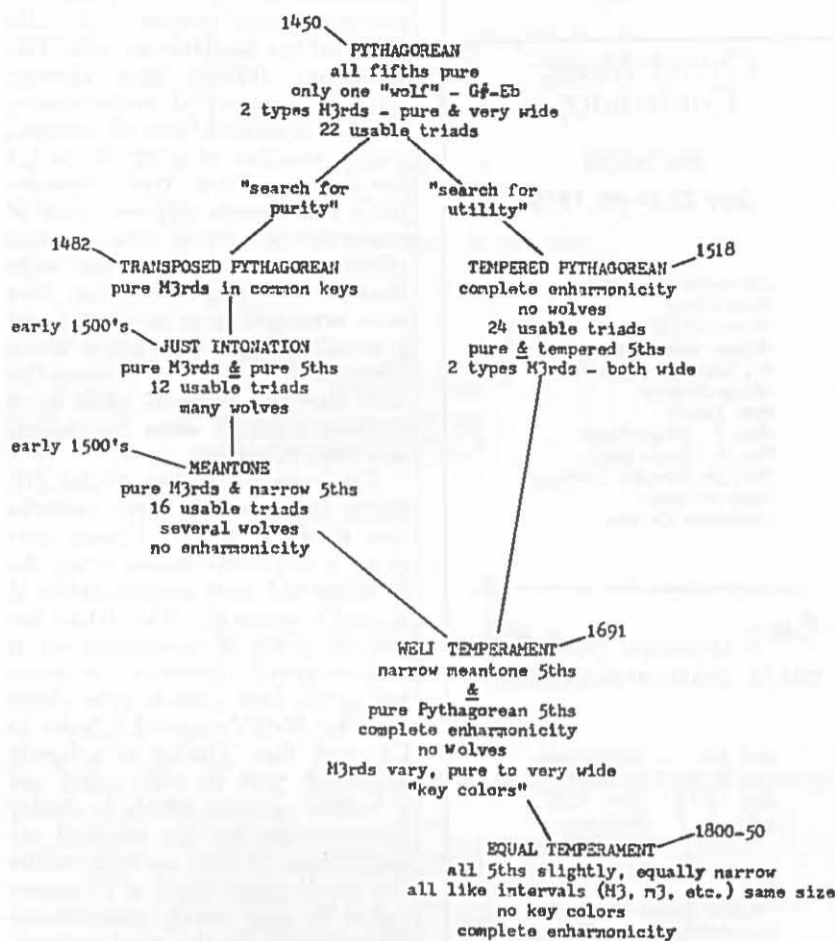 1450
PYTHAGOREAN
all fifths pure
only one "wolf" - G#-Eb
2 types M3rds - pure & very wide
22 usable triads
"search for
purity"
"search for
utility"
1482
TRANSPOSED PYTHAGOREAN
pure M3rds in common keys
early 1500's
JUST INTONATION
pure M3rds & pure 5ths
12 usable triads
many wolves
early 1500's
MEANTONE
pure M3rds & narrow 5ths
16 usable triads
several wolves
no enharmonicity
1518
TEMPERED PYTHAGOREAN
complete enharmonicity
no wolves
24 usable triads
pure & tempered 5ths
2 types M3rds - both wide
1691
WELL TEMPERAMENT
narrow meantone 5ths
&
pure Pythagorean 5ths
complete enharmonicity
no wolves
M3rds vary, pure to very wide
"key colors"
1800-50
EQUAL TEMPERAMENT
all 5ths slightly, equally narrow
all like intervals (M3, m3, etc.) same size
no key colors
complete enharmonicity